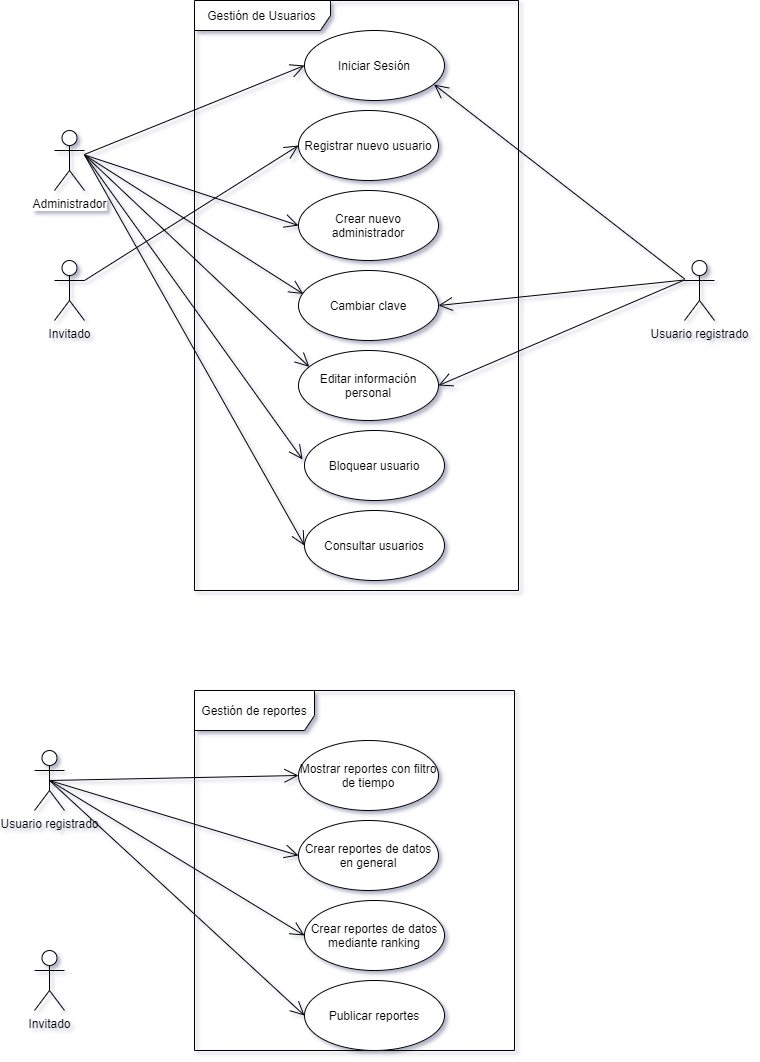 Gestión de Usuarios
Iniciar Sesión
Registrar nuevo usuario
Administrador
Crear nuevo
administrador
Invitado
Cambiar clave
Usuario registrado
Editar información
personal
Bloquear usuario
Consultar usuarios
Gestión de reportes
Mostrar reportes con filtro
de tiempo
Usuario registrado
Crear reportes de datos
en general
Crear reportes de datos
mediante ranking
Invitado
Publicar reportes